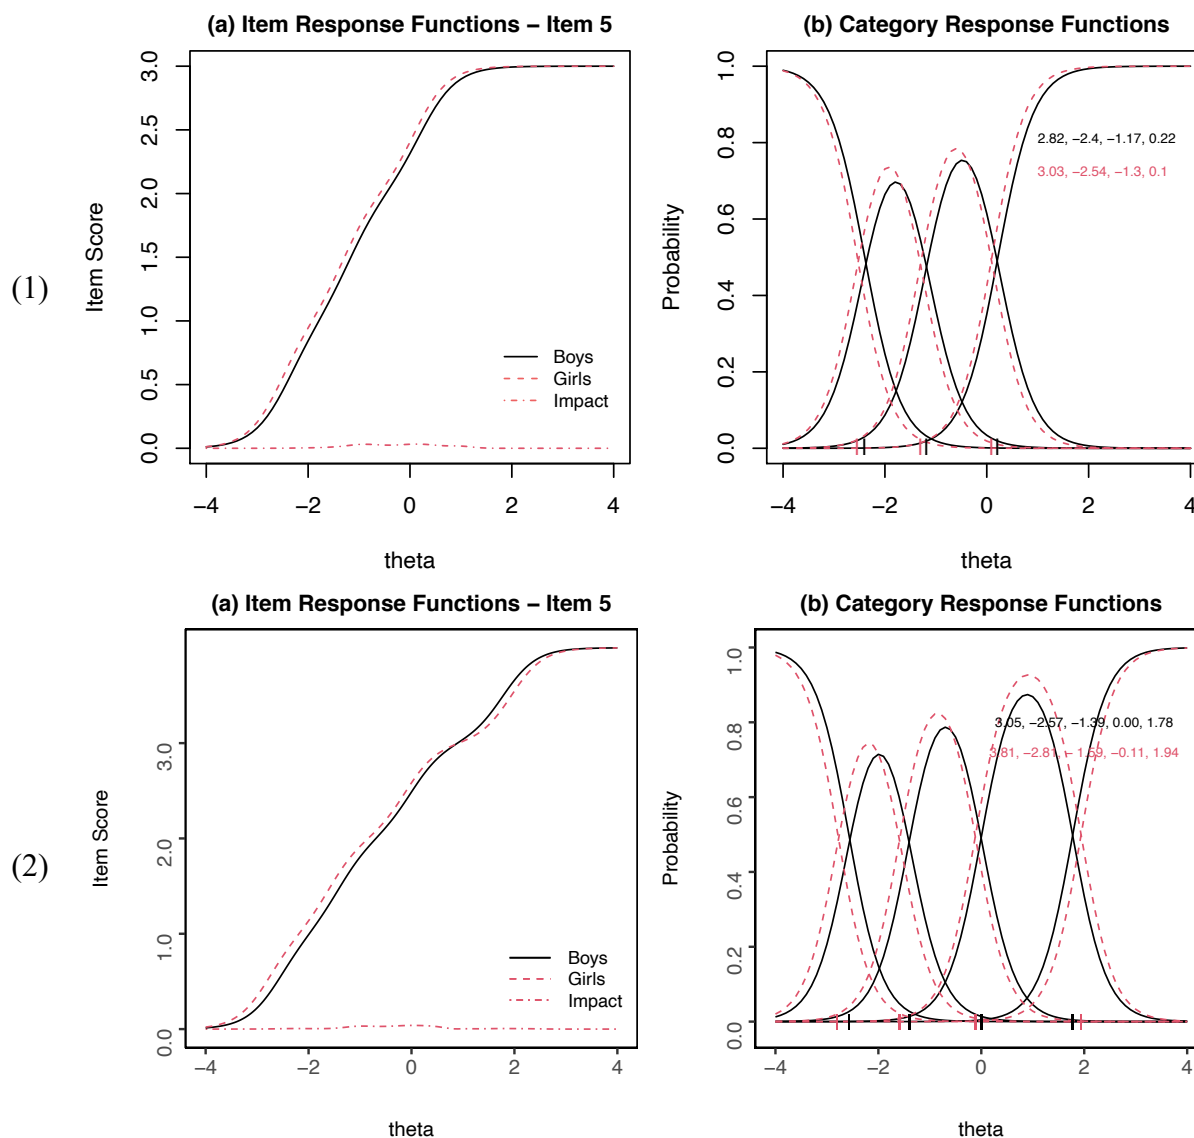 (a) Item Response Functions – Item 5
(b) Category Response Functions
(1)
Item Score
0.0 0.5 1.0 1.5 2.0 2.5 3.0
Boys
Girls
Impact
−4 −2 0 2 4
theta
Probability
0.0 0.2 0.4 0.6 0.8 1.0
2.82, −2.4, −1.17, 0.22
3.03, −2.54, −1.3, 0.1
−4 −2 0 2 4
theta
(a) Item Response Functions – Item 5
(b) Category Response Functions
(2)
Item Score
0.0 1.0 2.0 3.0
Boys
Girls
Impact
−4 −2 0 2 4
theta
Probability
0.0 0.2 0.4 0.6 0.8 1.0
3.05, −2.57, −1.39, 0.00, 1.78
3.81, −2.81, −1.59, −0.11, 1.94
−4 −2 0 2 4
theta